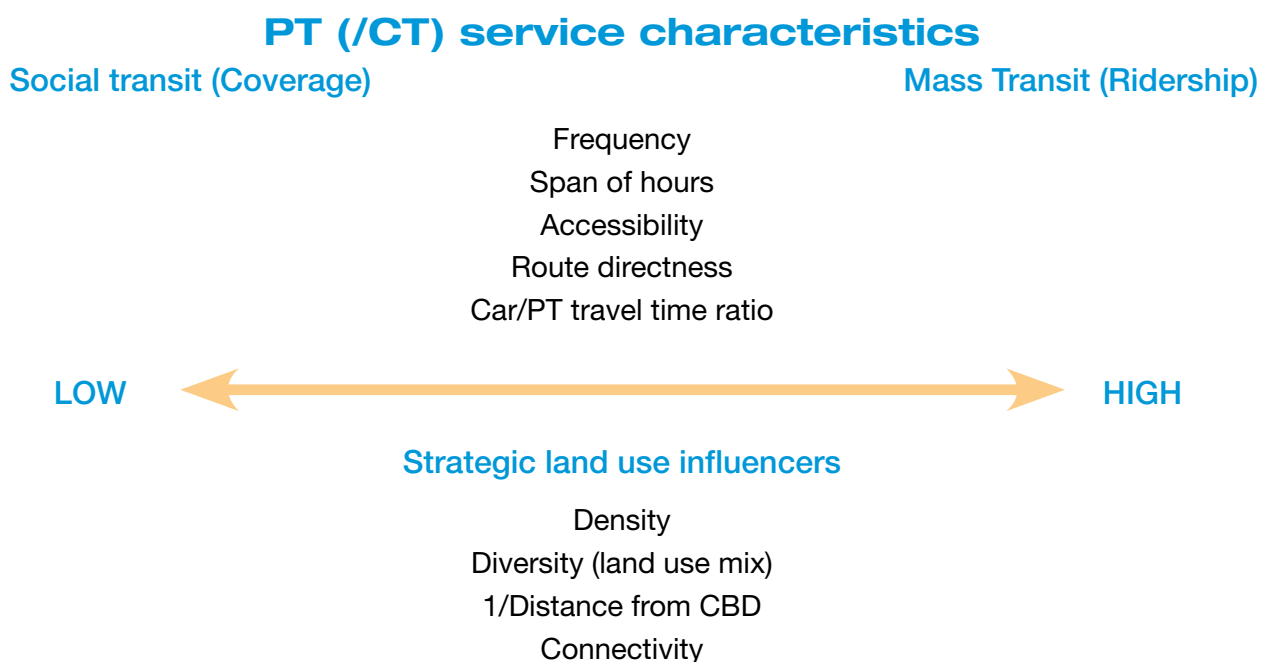 PT (/CT) service characteristics
Social transit (Coverage) Mass Transit (Ridership)
Frequency
Span of hours
Accessibility
Route directness
Car/PT travel time ratio
LOW HIGH
Strategic land use influencers
Density
Diversity (land use mix)
1/Distance from CBD
Connectivity